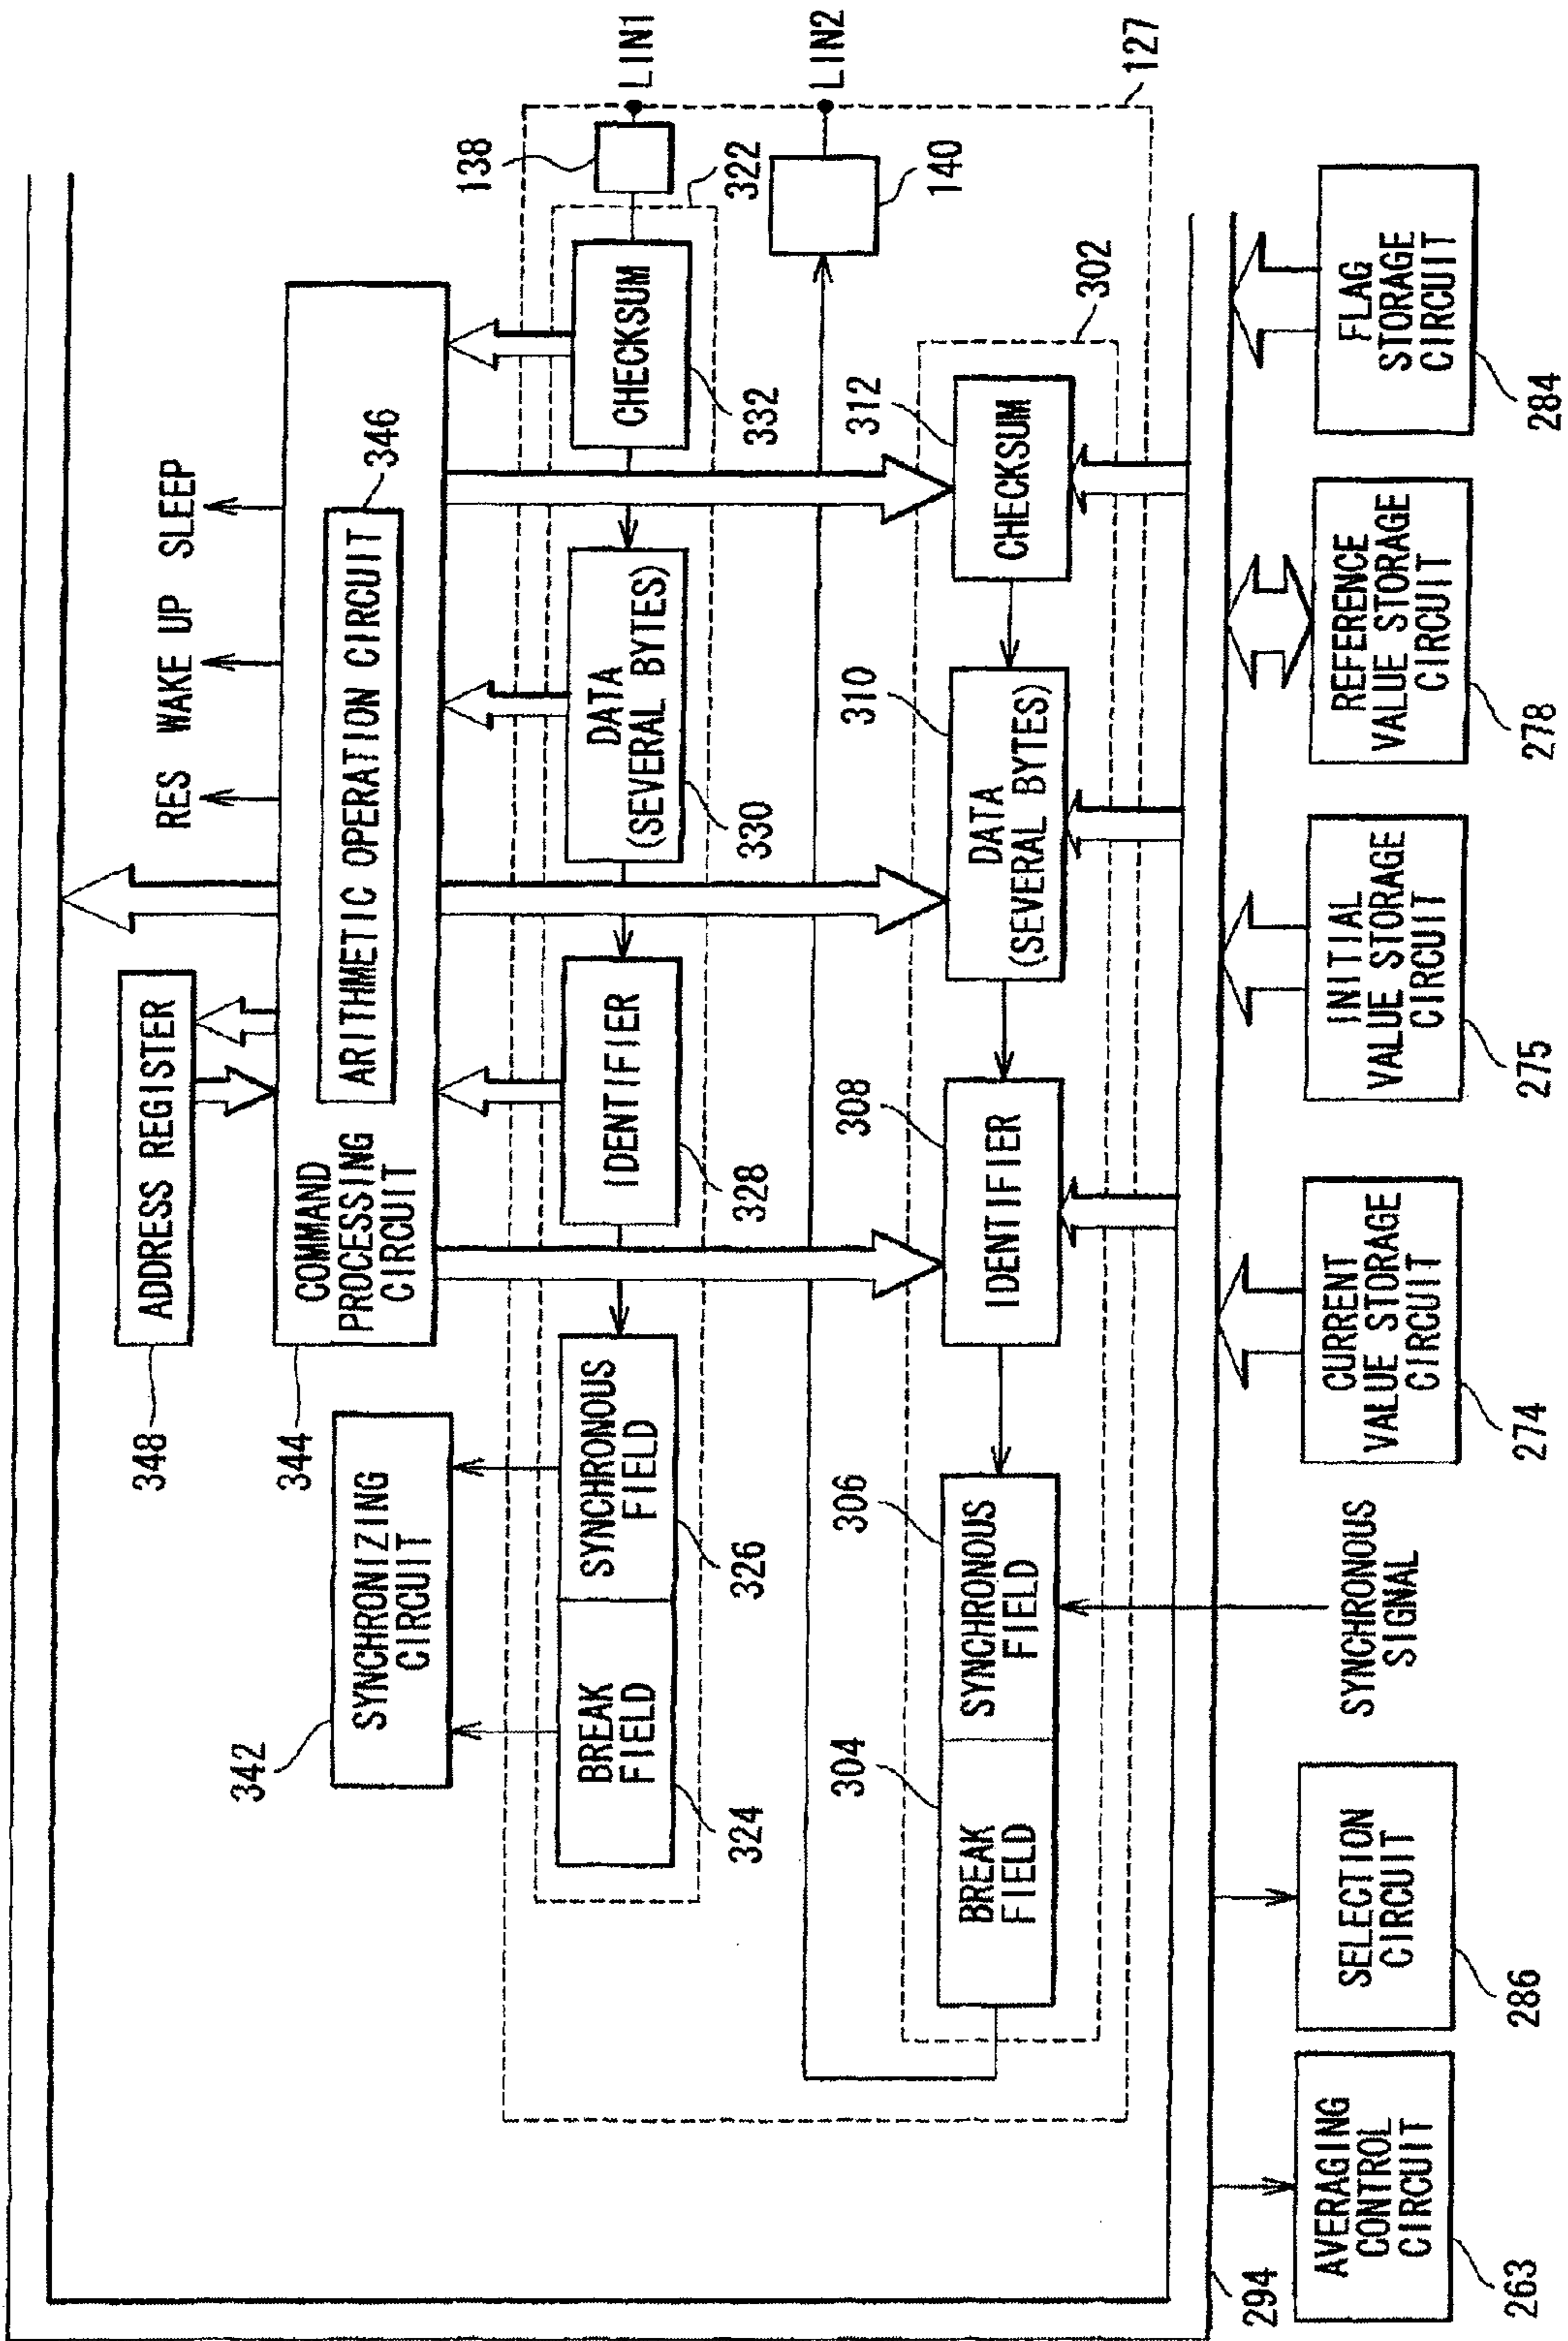 348
ADDRESS REGISTER
RES
WAKE UP
SLEEP
342
SYNCHRONIZING
CIRCUIT
344
COMMAND
PROCESSING
CIRCUIT
ARITHMETIC OPERATION CIRCUIT
346
138
LIN1
BREAK
FIELD
324
SYNCHRONOUS
FIELD
326
IDENTIFIER
328
DATA
(SEVERAL BYTES)
330
CHECKSUM
332
322
140
LIN2
304
BREAK
FIELD
306
SYNCHRONOUS
FIELD
308
IDENTIFIER
310
DATA
(SEVERAL BYTES)
312
CHECKSUM
302
127
294
AVERAGING
CONTROL
CIRCUIT
263
SELECTION
CIRCUIT
286
SYNCHRONOUS
SIGNAL
CURRENT
VALUE STORAGE
CIRCUIT
274
INITIAL
VALUE STORAGE
CIRCUIT
275
REFERENCE
VALUE STORAGE
CIRCUIT
278
FLAG
STORAGE
CIRCUIT
284